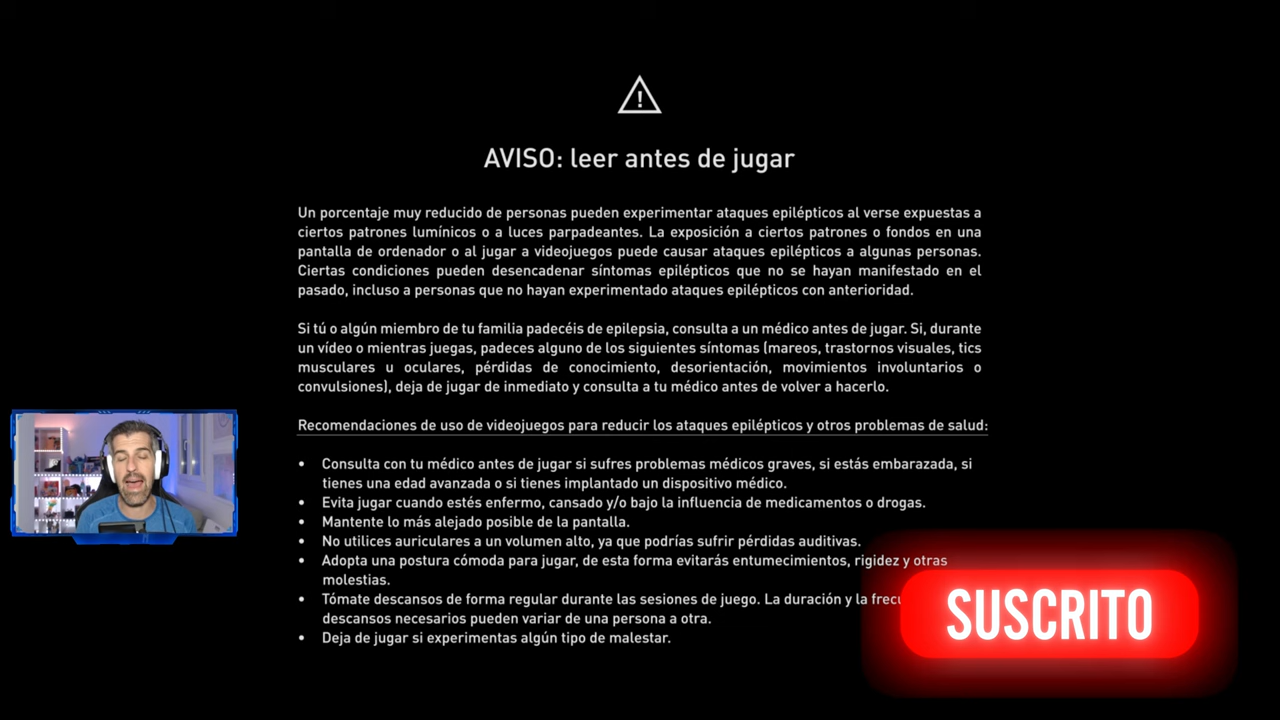 AVISO: leer antes de jugar
Un porcentaje muy reducido de personas pueden experimentar ataques epilépticos al verse expuestas a
ciertos patrones lumínicos o a luces parpadeantes. La exposición a ciertos patrones o fondos en una
pantalla de ordenador o al jugar a videojuegos puede causar ataques epilépticos a algunas personas.
Ciertas condiciones pueden desencadenar síntomas epilépticos que no se hayan manifestado en el
pasado, incluso a personas que no hayan experimentado ataques epilépticos con anterioridad.
Si tú o algún miembro de tu familia padecéis de epilepsia, consulta a un médico antes de jugar. Si, durante
un vídeo o mientras juegas, padeces alguno de los siguientes síntomas (mareos, trastornos visuales, tics
musculares u oculares, pérdidas de conocimiento, desorientación, movimientos involuntarios o
convulsiones), deja de jugar de inmediato y consulta a tu médico antes de volver a hacerlo.
Recomendaciones de uso de videojuegos para reducir los ataques epilépticos y otros problemas de salud:
• Consulta con tu médico antes de jugar si sufres problemas médicos graves, si estás embarazada, si
tienes una edad avanzada o si tienes implantado un dispositivo médico.
• Evita jugar cuando estés enfermo, cansado y/o bajo la influencia de medicamentos o drogas.
• Mantente lo más alejado posible de la pantalla.
• No utilices auriculares a un volumen alto, ya que podrías sufrir pérdidas auditivas.
• Adopta una postura cómoda para jugar, de esta forma evitarás entumecimientos, rigidez y otras
molestias.
• Tómate descansos de forma regular durante las sesiones de juego. La duración y la
descansos necesarios pueden variar de una persona a otra.
• Deja de jugar si experimentas algún tipo de malestar.
SUSCRITO